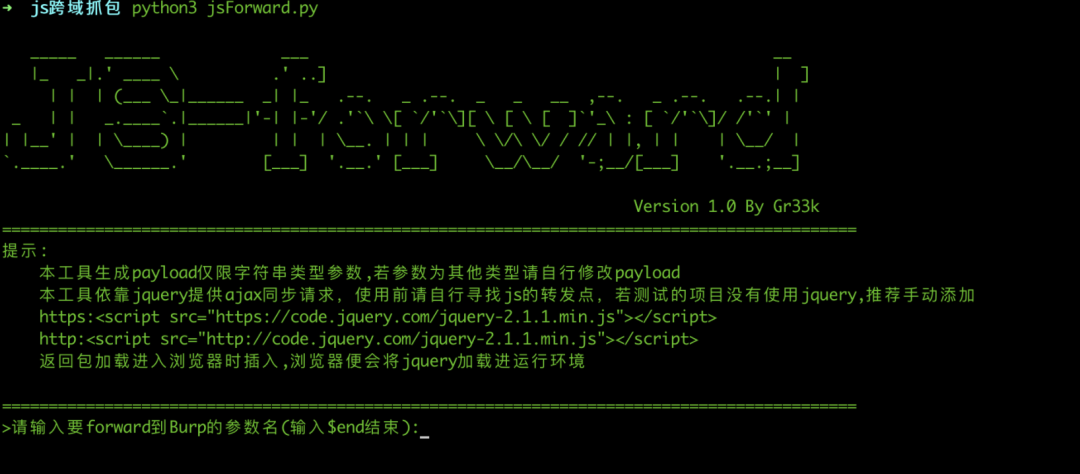 ➜ js跨域抓包 python3 jsForward.py
JS-forward
Version 1.0 By Gr33k
==========================================================================================
提示:
本工具生成payload仅限字符串类型参数,若参数为其他类型请自行修改payload
本工具依靠jquery提供ajax同步请求，使用前请自行寻找js的转发点，若测试的项目没有使用jquery,推荐手动添加
https:<script src="https://code.jquery.com/jquery-2.1.1.min.js"></script>
http:<script src="http://code.jquery.com/jquery-2.1.1.min.js"></script>
返回包加载进入浏览器时插入,浏览器便会将jquery加载进运行环境
==========================================================================================
>请输入要forward到Burp的参数名(输入$end结束):_